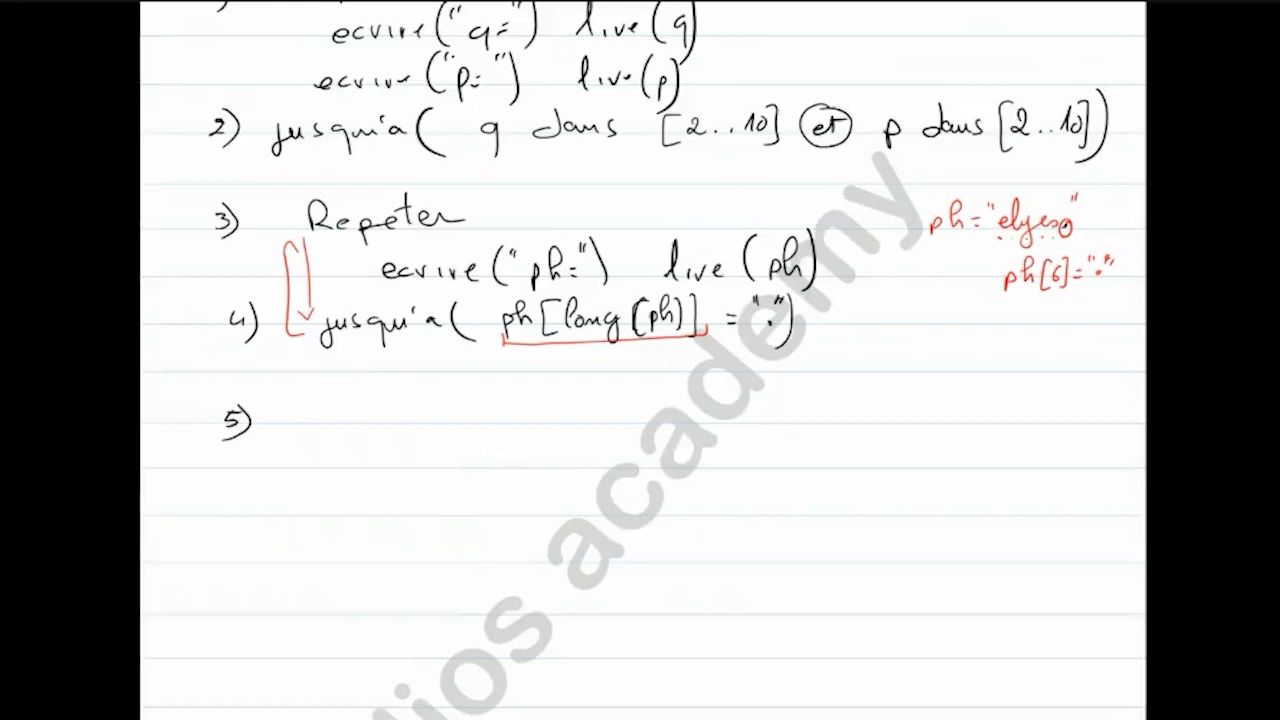 ecrire("q=") lire(q)
ecrire("p=") lire(p)
2) jusqu'a( q dans [2..10] et p dans [2..10])
3) Repeter
ph="elyes."
ecrire("ph=") lire(ph)
ph[6]="."
4) jusqu'a( ph[long(ph)] = ".")
5)
dios academy